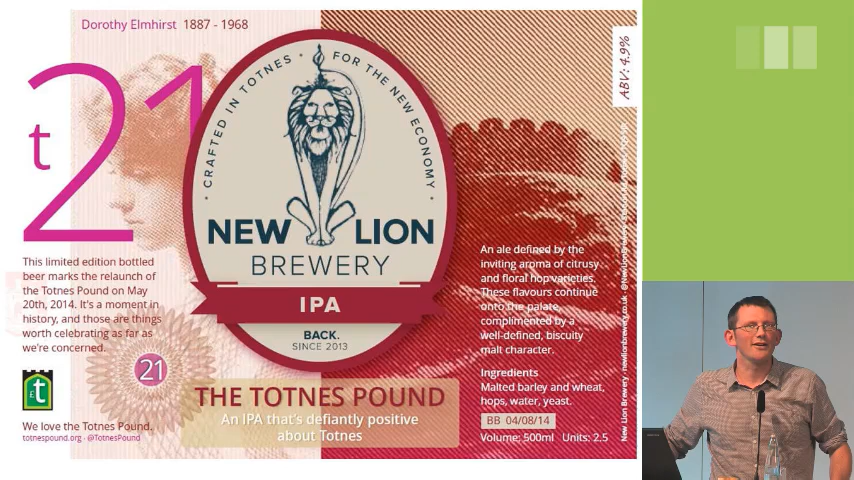 Dorothy Elmhirst 1887 - 1968
t21
This limited edition bottled
beer marks the relaunch of
the Totnes Pound on May
20th, 2014. It's a moment in
history, and those are things
worth celebrating as far as
we're concerned.
21
£t
We love the Totnes Pound.
totnespound.org - @TotnesPound
· CRAFTED IN TOTNES · FOR THE NEW ECONOMY ·
NEW LION
BREWERY
IPA
BACK.
SINCE 2013
THE TOTNES POUND
An IPA that's defiantly positive
about Totnes
An ale defined by the
inviting aroma of citrusy
and floral hop varieties.
These flavours continue
onto the palate,
complimented by a
well-defined, biscuity
malt character.
Ingredients
Malted barley and wheat,
hops, water, yeast.
BB 04/08/14
Volume: 500ml Units: 2.5
ABV: 4.9%
New Lion Brewery - newlionbrewery.co.uk - @NewLionBrewery